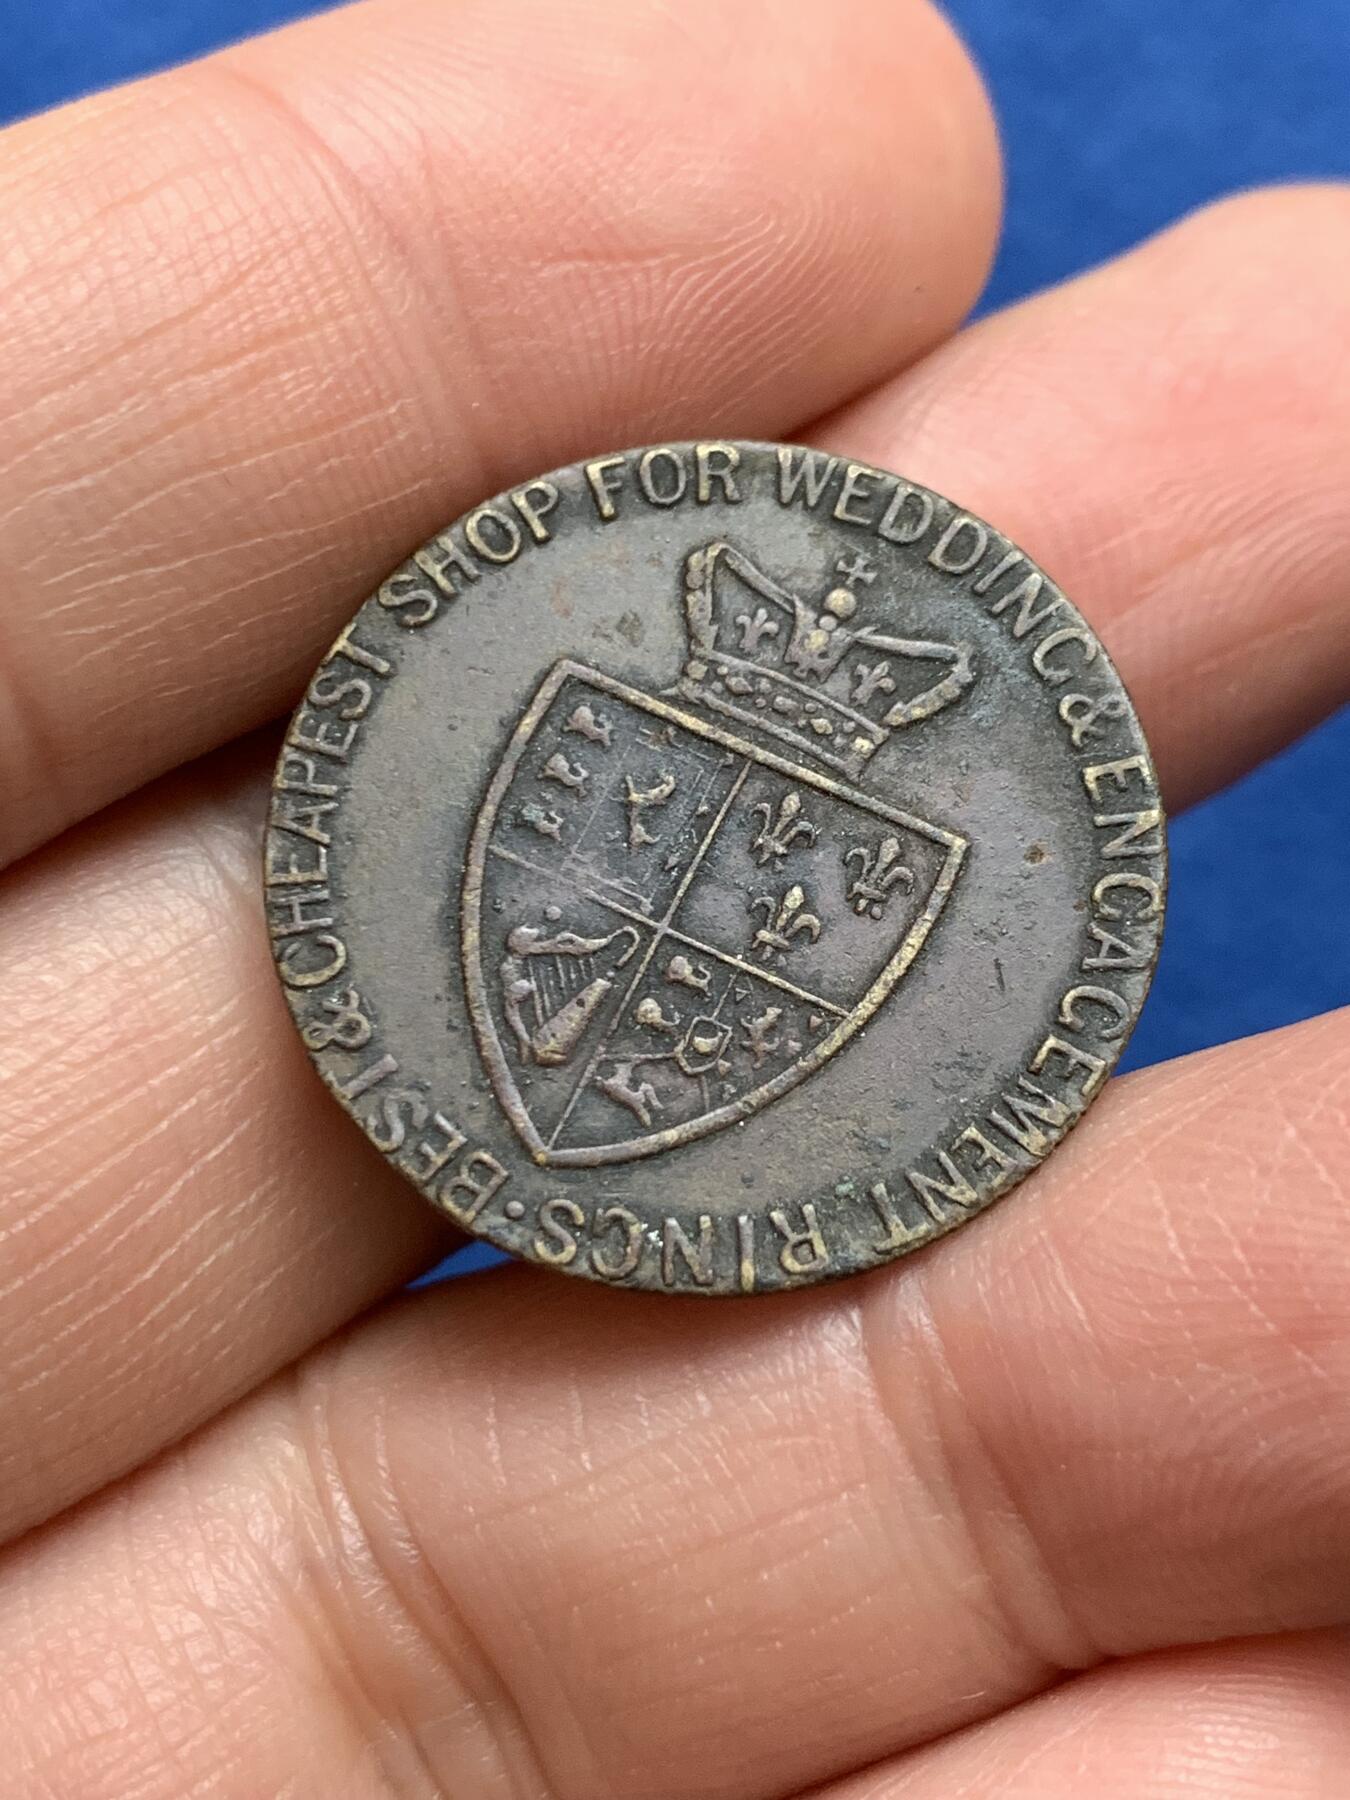 BEST & CHEAPEST SHOP FOR WEDDING & ENGAGEMENT RINGS ·